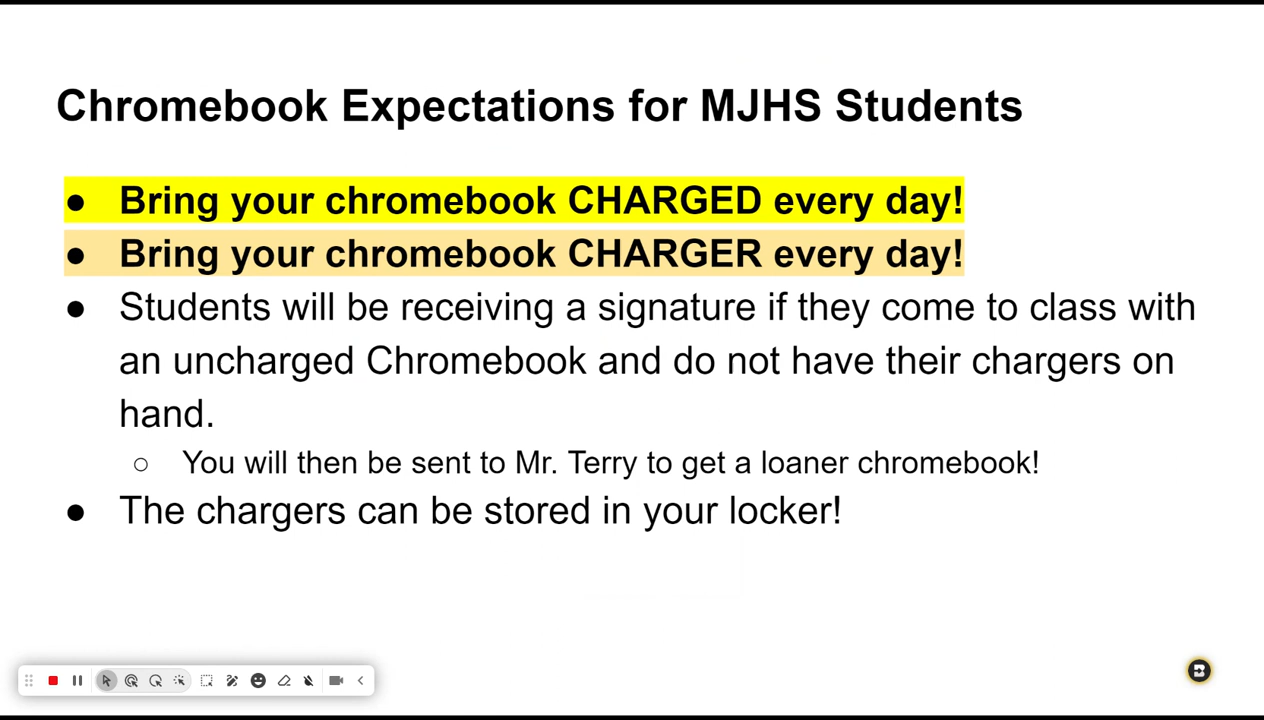 Chromebook Expectations for MJHS Students
● Bring your chromebook CHARGED every day!
● Bring your chromebook CHARGER every day!
● Students will be receiving a signature if they come to class with
an uncharged Chromebook and do not have their chargers on
hand.
○ You will then be sent to Mr. Terry to get a loaner chromebook!
● The chargers can be stored in your locker!